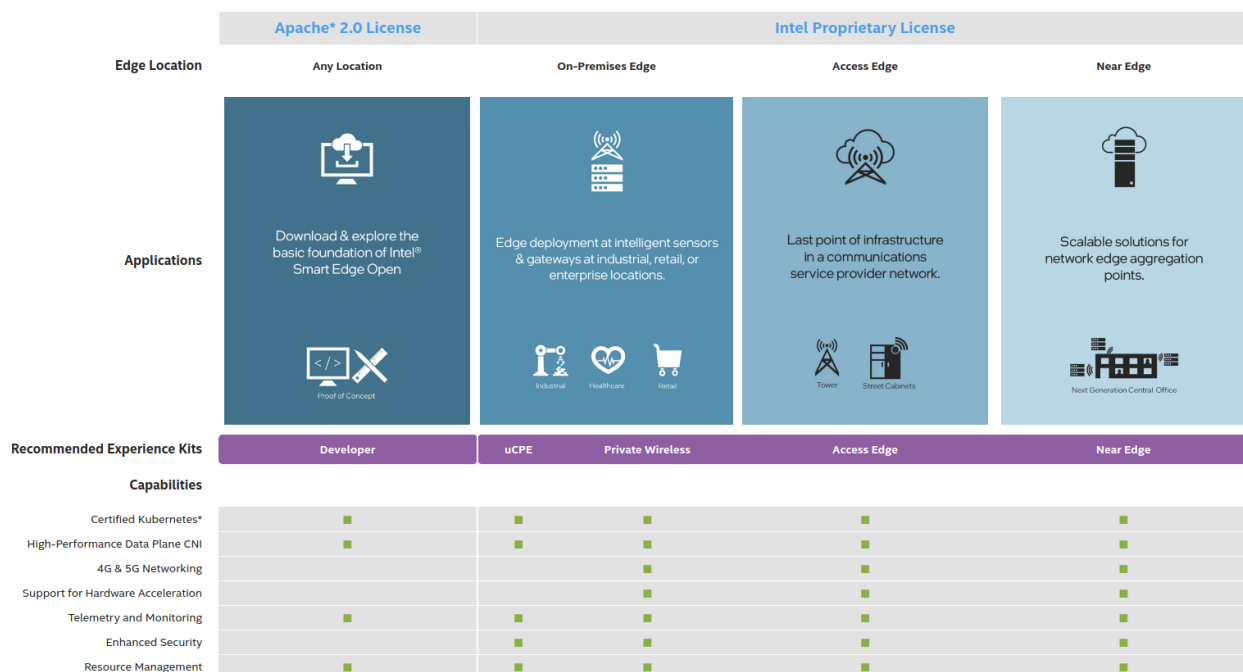 Apache* 2.0 License
Intel Proprietary License
Edge Location
Any Location
On-Premises Edge
Access Edge
Near Edge
Applications
Download & explore the
basic foundation of Intel®
Smart Edge Open
</>
Proof of Concept
Edge deployment at intelligent sensors
& gateways at industrial, retail, or
enterprise locations.
Industrial
Healthcare
Retail
Last point of infrastructure
in a communications
service provider network.
Tower
Street Cabinets
Scalable solutions for
network edge aggregation
points.
Next Generation Central Office
Recommended Experience Kits
Developer
uCPE
Private Wireless
Access Edge
Near Edge
Capabilities
Certified Kubernetes*
High-Performance Data Plane CNI
4G & 5G Networking
Support for Hardware Acceleration
Telemetry and Monitoring
Enhanced Security
Resource Management